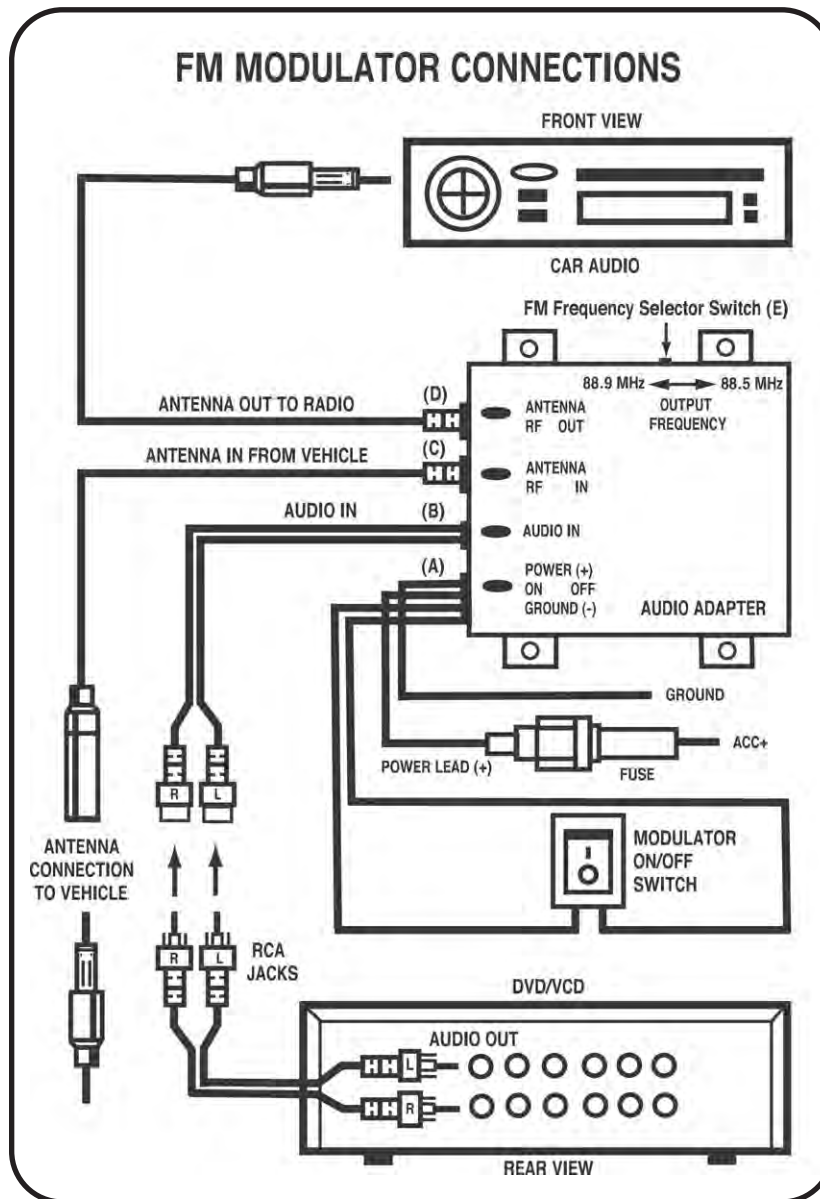 FM MODULATOR CONNECTIONS
FRONT VIEW
CAR AUDIO
FM Frequency Selector Switch (E)
88.9 MHz 88.5 MHz
OUTPUT
FREQUENCY
(D)
ANTENNA OUT TO RADIO
ANTENNA
RF OUT
(C)
ANTENNA IN FROM VEHICLE
ANTENNA
RF IN
(B)
AUDIO IN
AUDIO IN
(A)
POWER (+)
ON OFF
GROUND (-)
AUDIO ADAPTER
GROUND
POWER LEAD (+)
FUSE
ACC+
R L
ANTENNA
CONNECTION
TO VEHICLE
MODULATOR
ON/OFF
SWITCH
I
O
R L
RCA
JACKS
DVD/VCD
AUDIO OUT
L
R
REAR VIEW